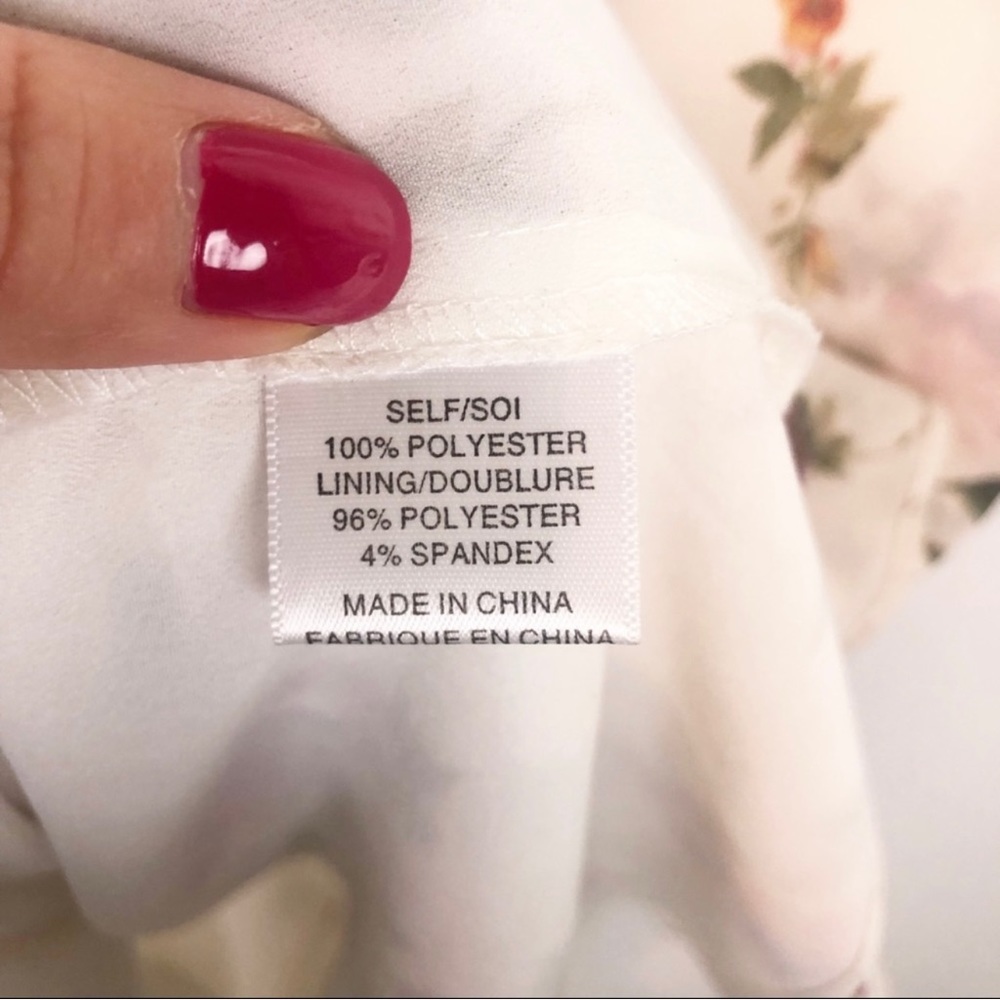 SELF/SOI
100% POLYESTER
LINING/DOUBLURE
96% POLYESTER
4% SPANDEX
MADE IN CHINA
FABRIQUE EN CHINA